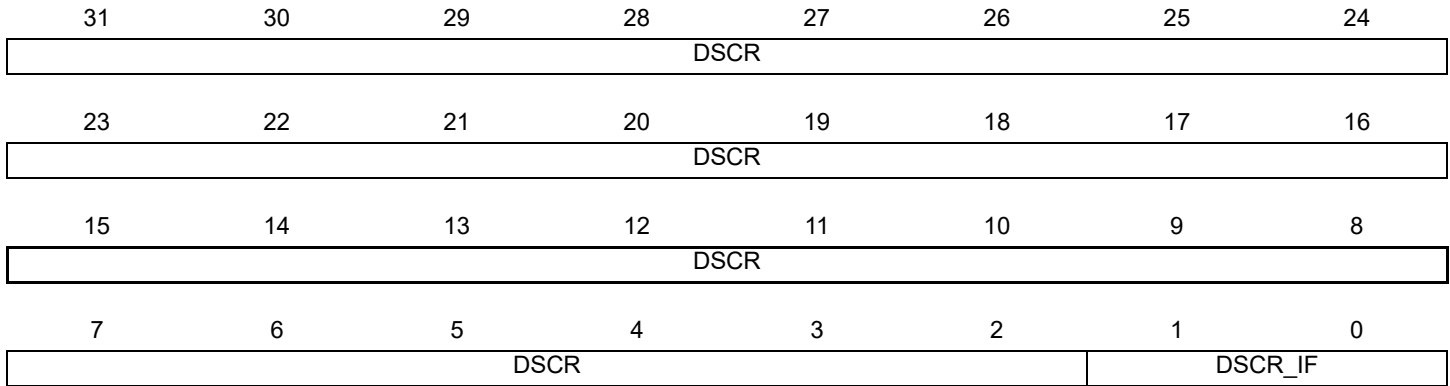 31 30 29 28 27 26 25 24
DSCR
23 22 21 20 19 18 17 16
DSCR
15 14 13 12 11 10 9 8
DSCR
7 6 5 4 3 2 1 0
DSCR DSCR_IF